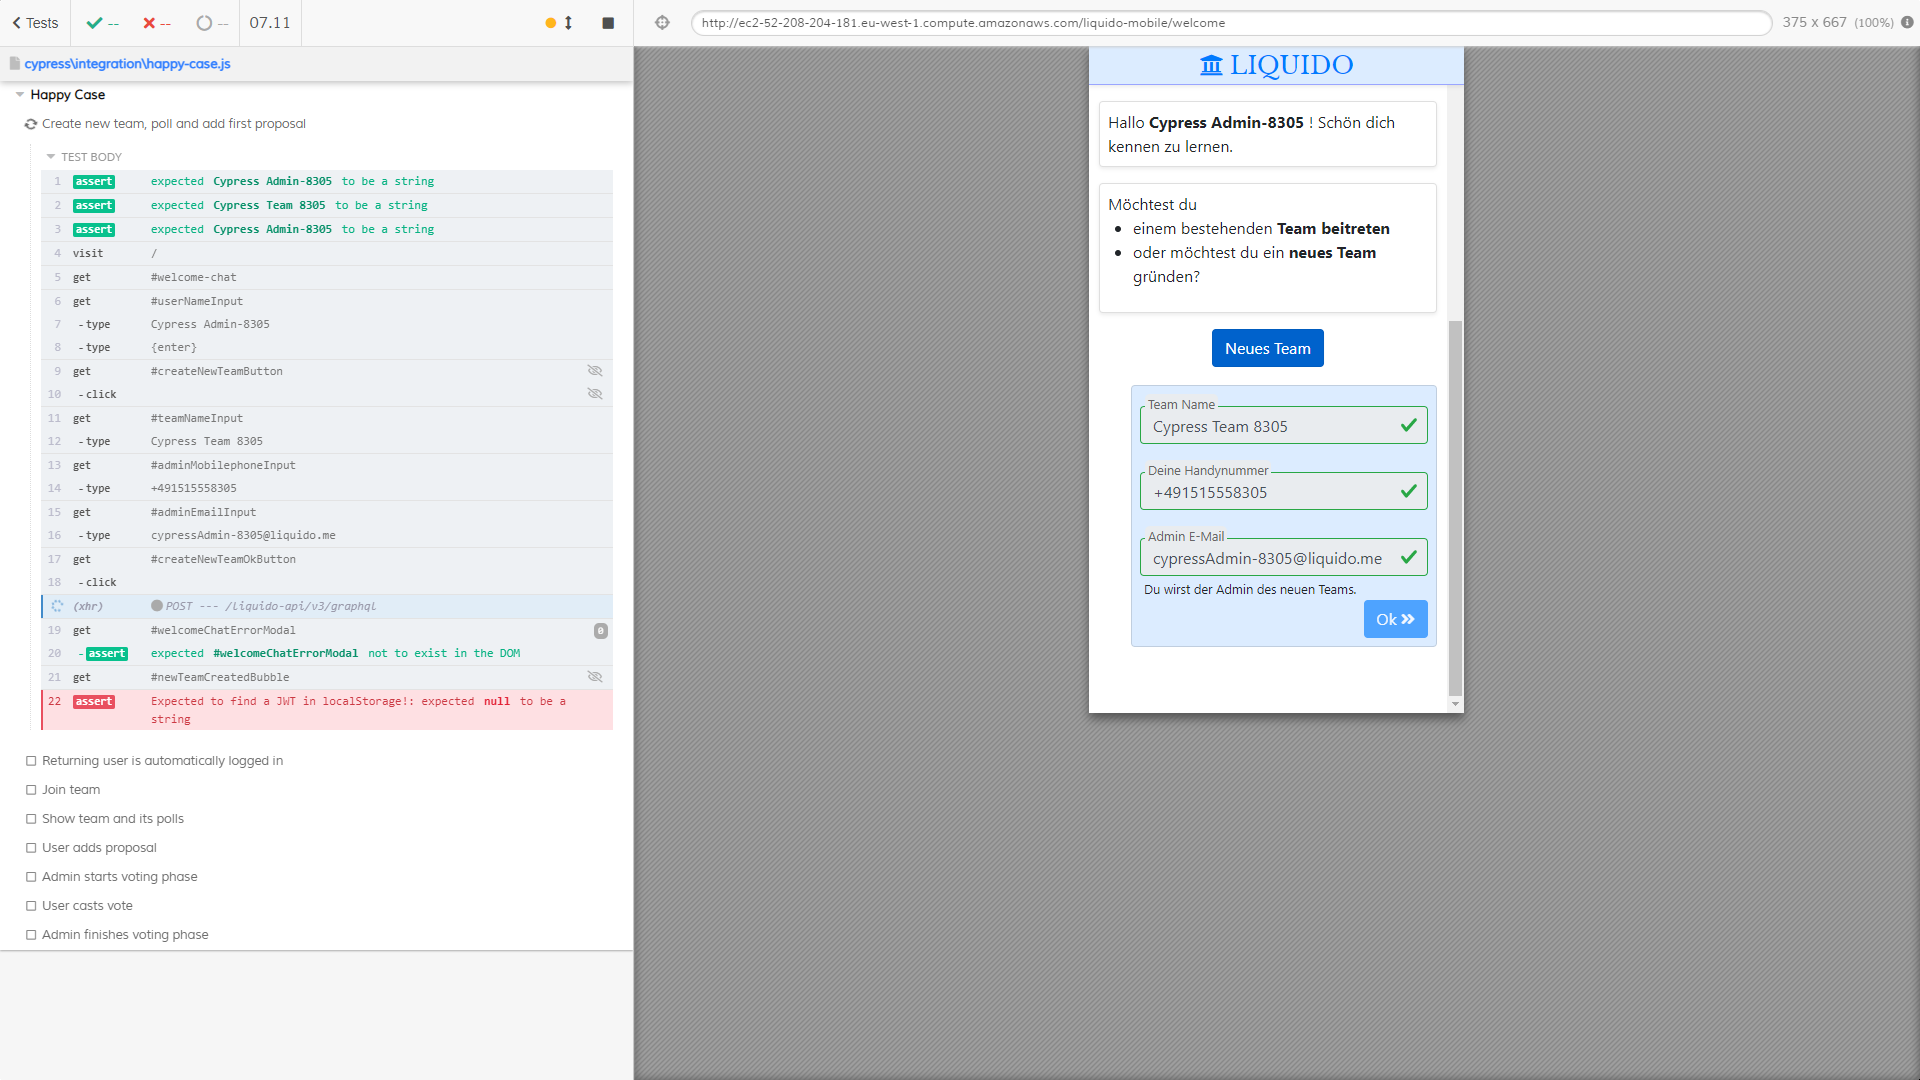 Tests
--
--
--
07.11
http://ec2-52-208-204-181.eu-west-1.compute.amazonaws.com/liquido-mobile/welcome
375 x 667 (100%)
cypress\integration\happy-case.js
Happy Case
Create new team, poll and add first proposal
TEST BODY
1 assert expected Cypress Admin-8305 to be a string
2 assert expected Cypress Team 8305 to be a string
3 assert expected Cypress Admin-8305 to be a string
4 visit /
5 get #welcome-chat
6 get #userNameInput
7 -type Cypress Admin-8305
8 -type {enter}
9 get #createNewTeamButton
10 -click
11 get #teamNameInput
12 -type Cypress Team 8305
13 get #adminMobilephoneInput
14 -type +491515558305
15 get #adminEmailInput
16 -type cypressAdmin-8305@liquido.me
17 get #createNewTeamOkButton
18 -click
(xhr) POST --- /liquido-api/v3/graphql
19 get #welcomeChatErrorModal 0
20 -assert expected #welcomeChatErrorModal not to exist in the DOM
21 get #newTeamCreatedBubble
22 assert Expected to find a JWT in localStorage!: expected null to be a
string
Returning user is automatically logged in
Join team
Show team and its polls
User adds proposal
Admin starts voting phase
User casts vote
Admin finishes voting phase
LIQUIDO
Hallo Cypress Admin-8305 ! Schön dich
kennen zu lernen.
Möchtest du
• einem bestehenden Team beitreten
• oder möchtest du ein neues Team
gründen?
Neues Team
Team Name
Cypress Team 8305
Deine Handynummer
+491515558305
Admin E-Mail
cypressAdmin-8305@liquido.me
Du wirst der Admin des neuen Teams.
Ok »